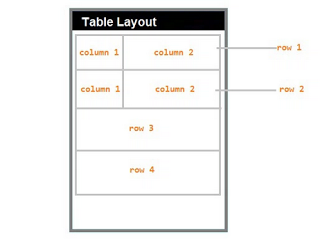 Table Layout
column 1 column 2 row 1
column 1 column 2 row 2
row 3
row 4